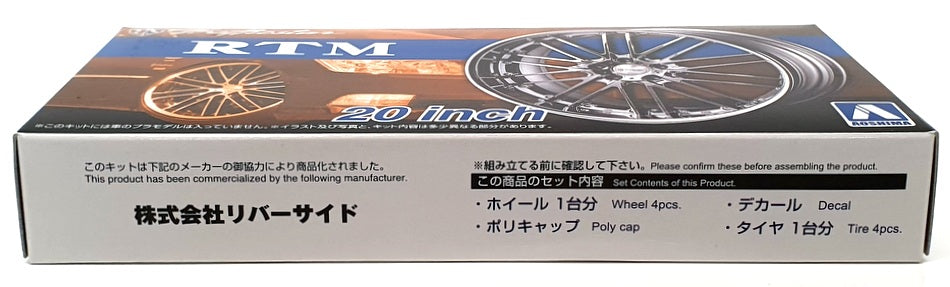 RTM
20 inch
※このキットには車のプラモデルは入っていません。※イラスト及び写真と、キット内容は多少異なる部分があります。
AOSHIMA
このキットは下記のメーカーの御協力により商品化されました。
This product has been commercialized by the following manufacturer.
株式会社リバーサイド
※組み立てる前に確認して下さい。Please confirm these before assembling the product.
この商品のセット内容 Set Contents of this Product.
・ホイール 1台分 Wheel 4pcs.
・デカール Decal
・ポリキャップ Poly cap
・タイヤ 1台分 Tire 4pcs.